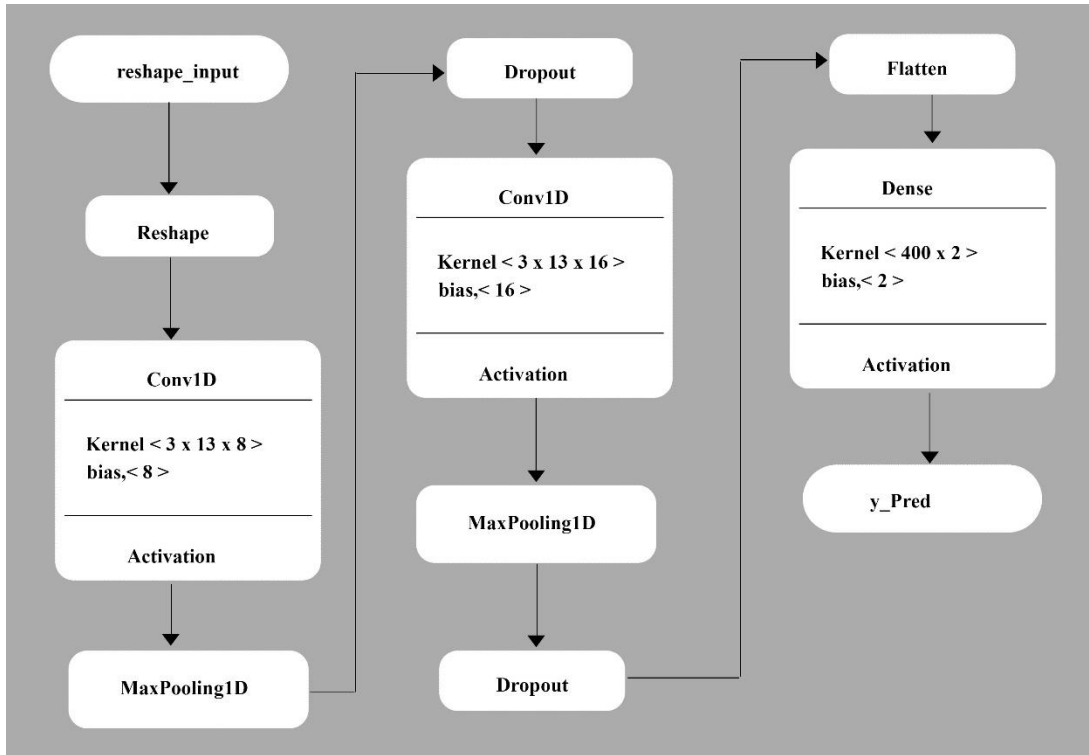 reshape_input
Reshape
Conv1D
Kernel < 3 x 13 x 8 >
bias,< 8 >
Activation
MaxPooling1D
Dropout
Conv1D
Kernel < 3 x 13 x 16 >
bias,< 16 >
Activation
MaxPooling1D
Dropout
Flatten
Dense
Kernel < 400 x 2 >
bias,< 2 >
Activation
y_Pred